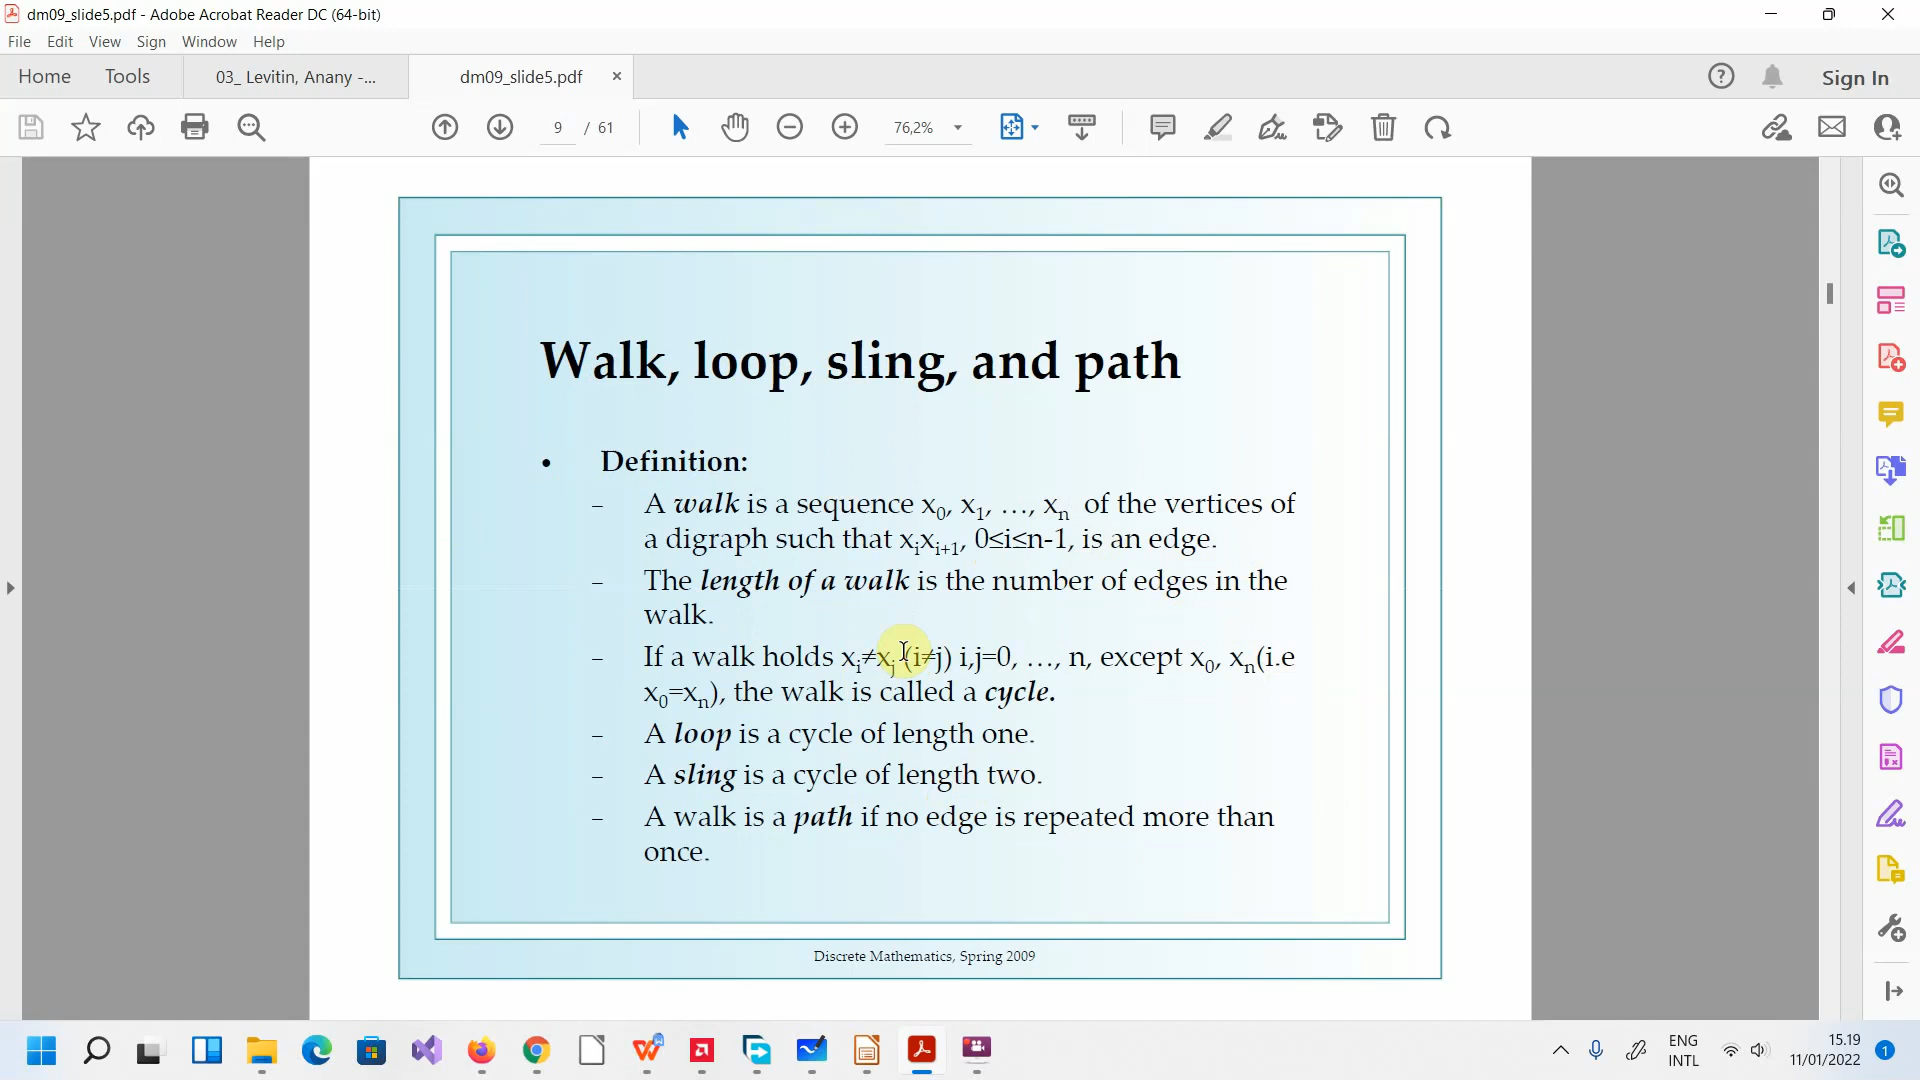 dm09_slide5.pdf - Adobe Acrobat Reader DC (64-bit)
File Edit View Sign Window Help
Home Tools 03_ Levitin, Anany -... dm09_slide5.pdf × Sign In
9 / 61 76,2%
Walk, loop, sling, and path
• Definition:
– A walk is a sequence x₀, x₁, …, xₙ of the vertices of
a digraph such that xᵢxᵢ₊₁, 0≤i≤n-1, is an edge.
– The length of a walk is the number of edges in the
walk.
– If a walk holds xᵢ≠xⱼ (i≠j) i,j=0, …, n, except x₀, xₙ(i.e
x₀=xₙ), the walk is called a cycle.
– A loop is a cycle of length one.
– A sling is a cycle of length two.
– A walk is a path if no edge is repeated more than
once.
Discrete Mathematics, Spring 2009
ENG 15.19
INTL 11/01/2022 1